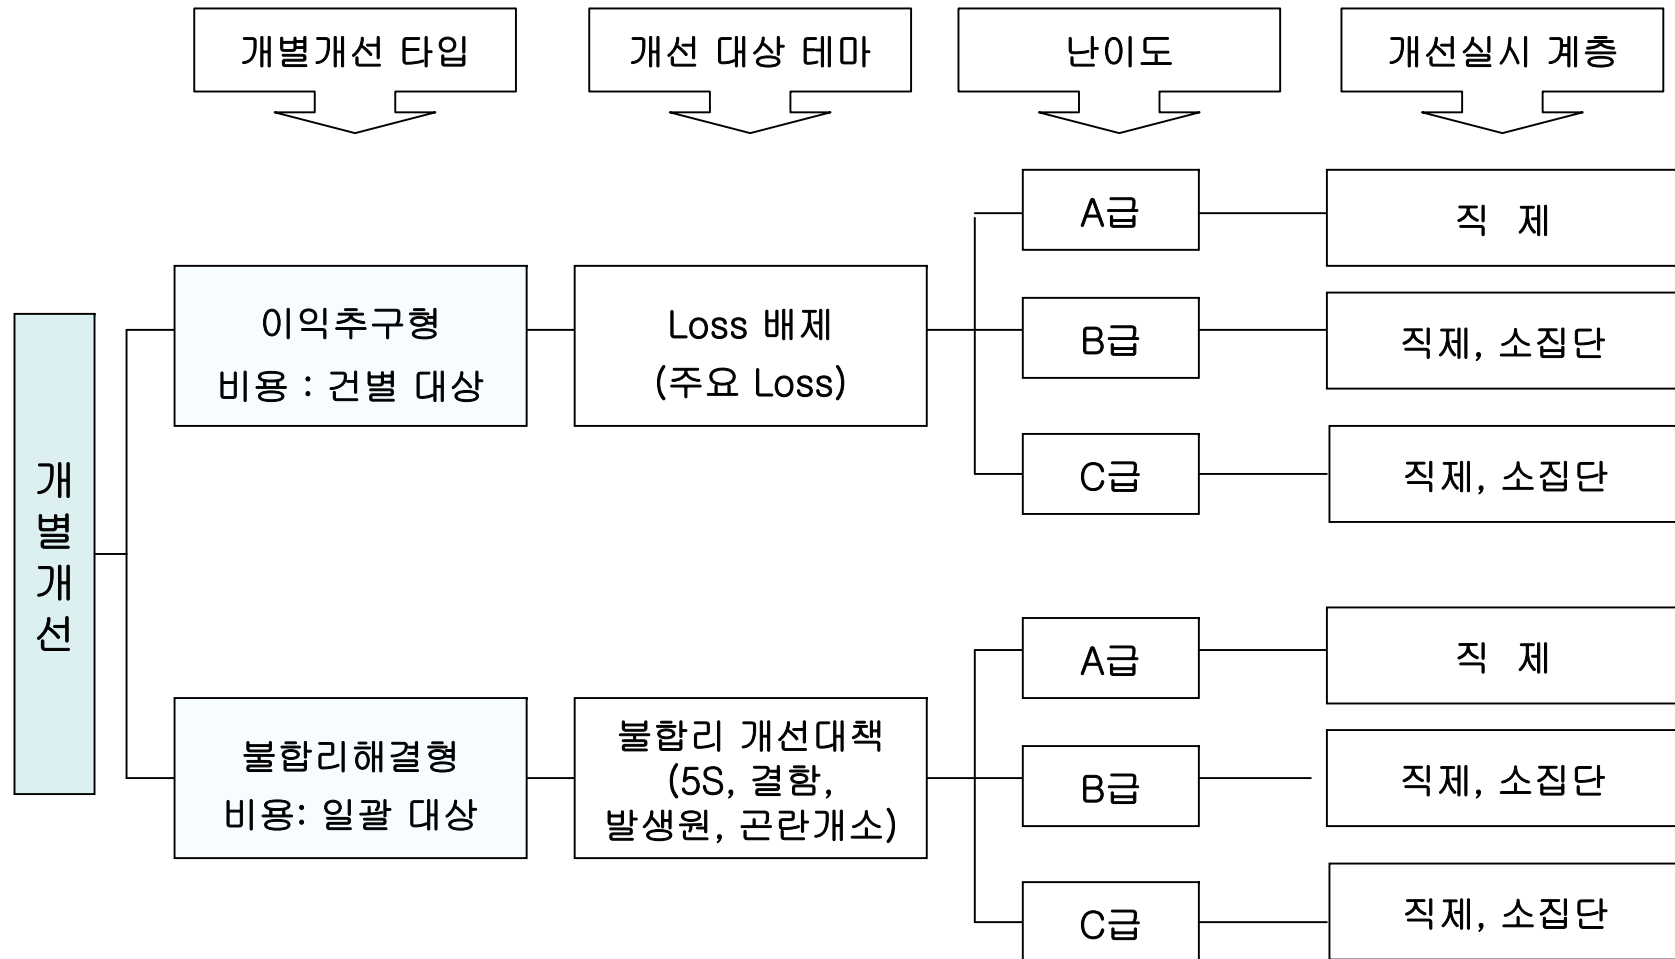 개별개선 타입
개선 대상 테마
난이도
개선실시 계층
개별개선
이익추구형
비용 : 건별 대상
Loss 배제
(주요 Loss)
A급
직 제
B급
직제, 소집단
C급
직제, 소집단
불합리해결형
비용: 일괄 대상
불합리 개선대책
(5S, 결함,
발생원, 곤란개소)
A급
직 제
B급
직제, 소집단
C급
직제, 소집단